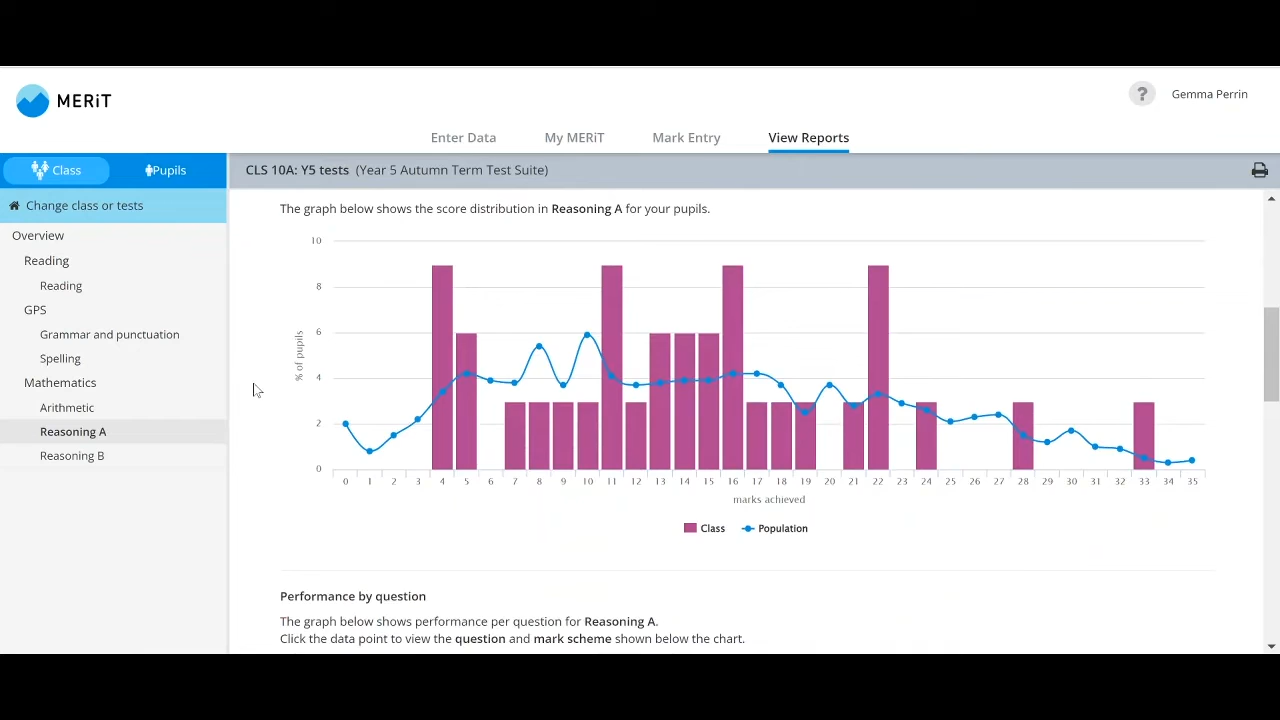 MERiT
? Gemma Perrin
Enter Data My MERiT Mark Entry View Reports
Class Pupils
CLS 10A: Y5 tests (Year 5 Autumn Term Test Suite)
Change class or tests
Overview
Reading
Reading
GPS
Grammar and punctuation
Spelling
Mathematics
Arithmetic
Reasoning A
Reasoning B
The graph below shows the score distribution in Reasoning A for your pupils.
10
8
6
4
2
0
% of pupils
0 1 2 3 4 5 6 7 8 9 10 11 12 13 14 15 16 17 18 19 20 21 22 23 24 25 26 27 28 29 30 31 32 33 34 35
marks achieved
Class Population
Performance by question
The graph below shows performance per question for Reasoning A.
Click the data point to view the question and mark scheme shown below the chart.